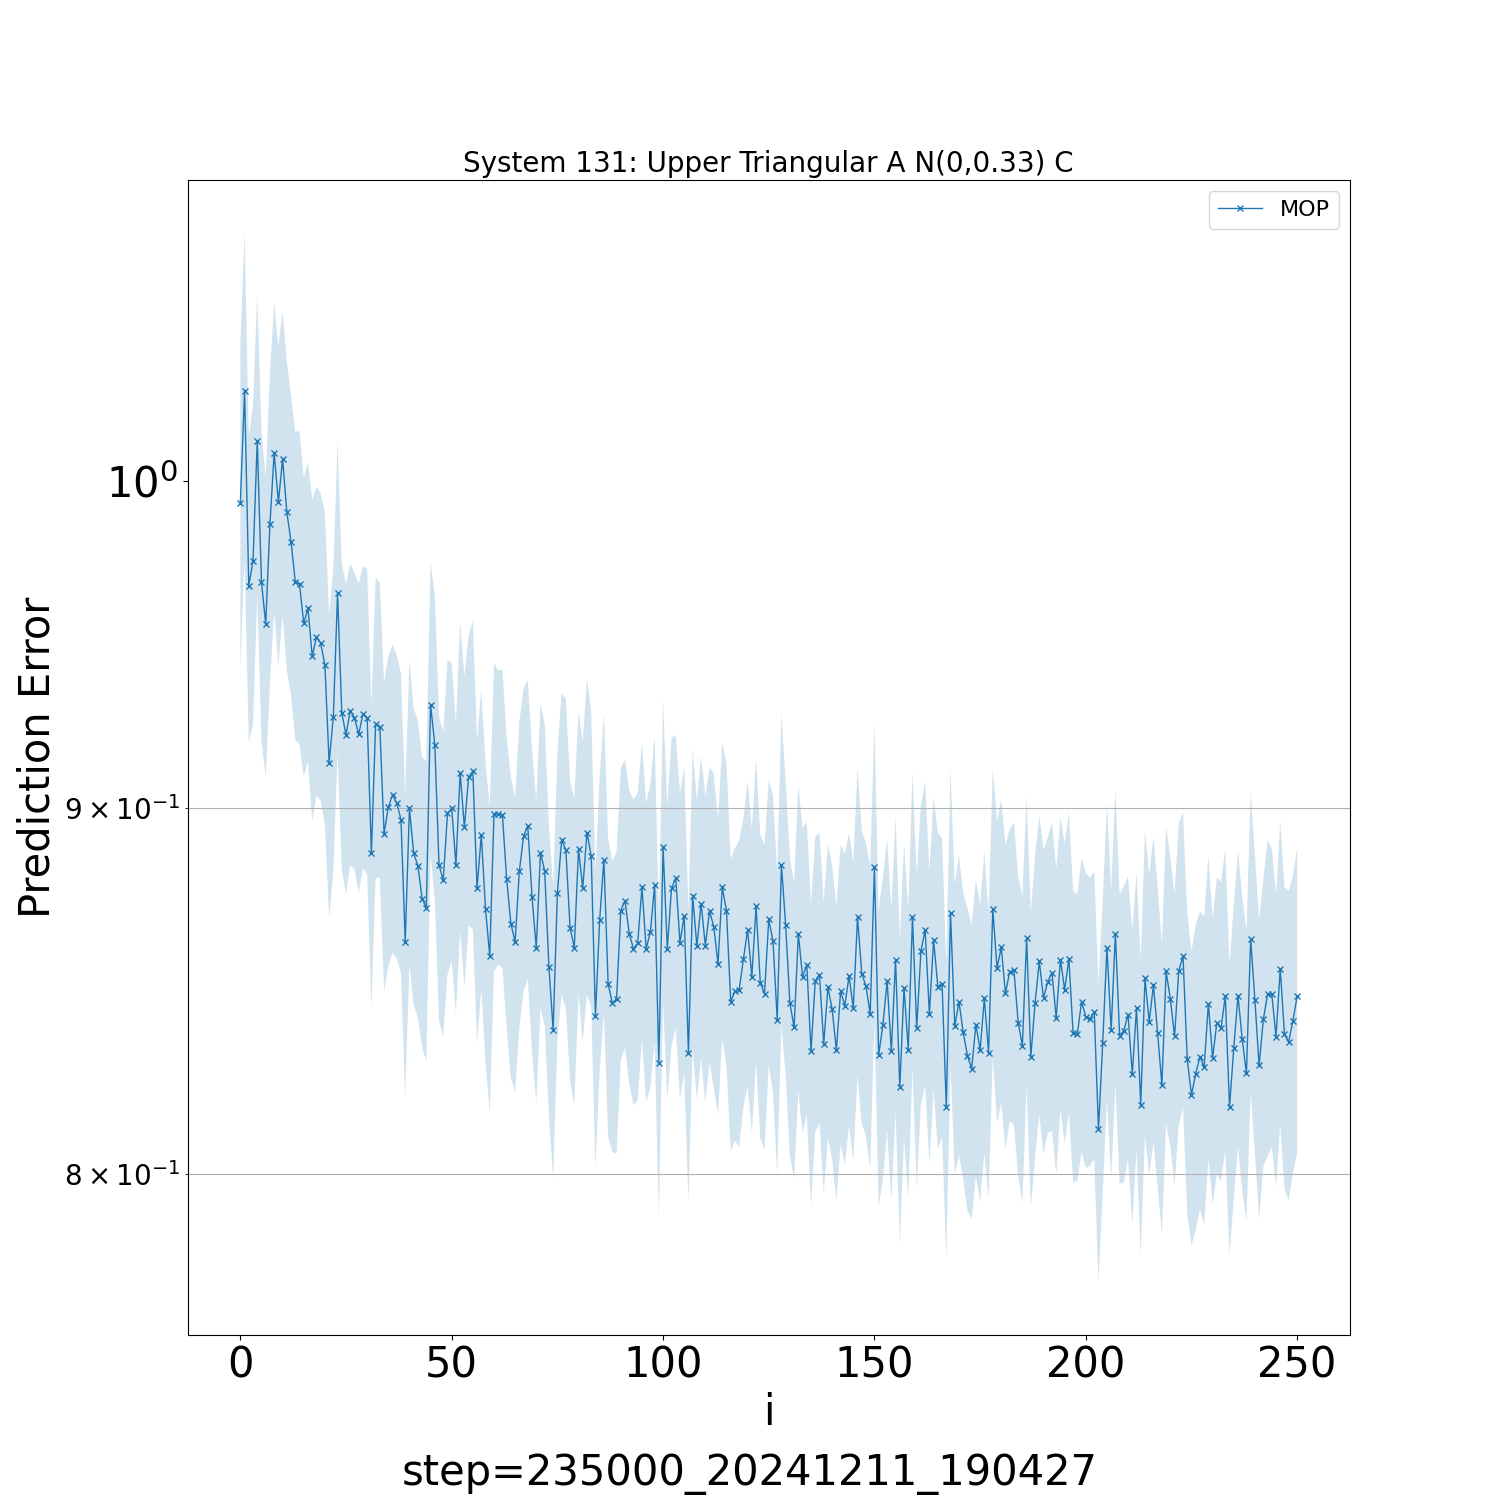 System 131: Upper Triangular A N(0,0.33) C
MOP
Prediction Error
10⁰
9 × 10⁻¹
8 × 10⁻¹
0 50 100 150 200 250
i
step=235000_20241211_190427